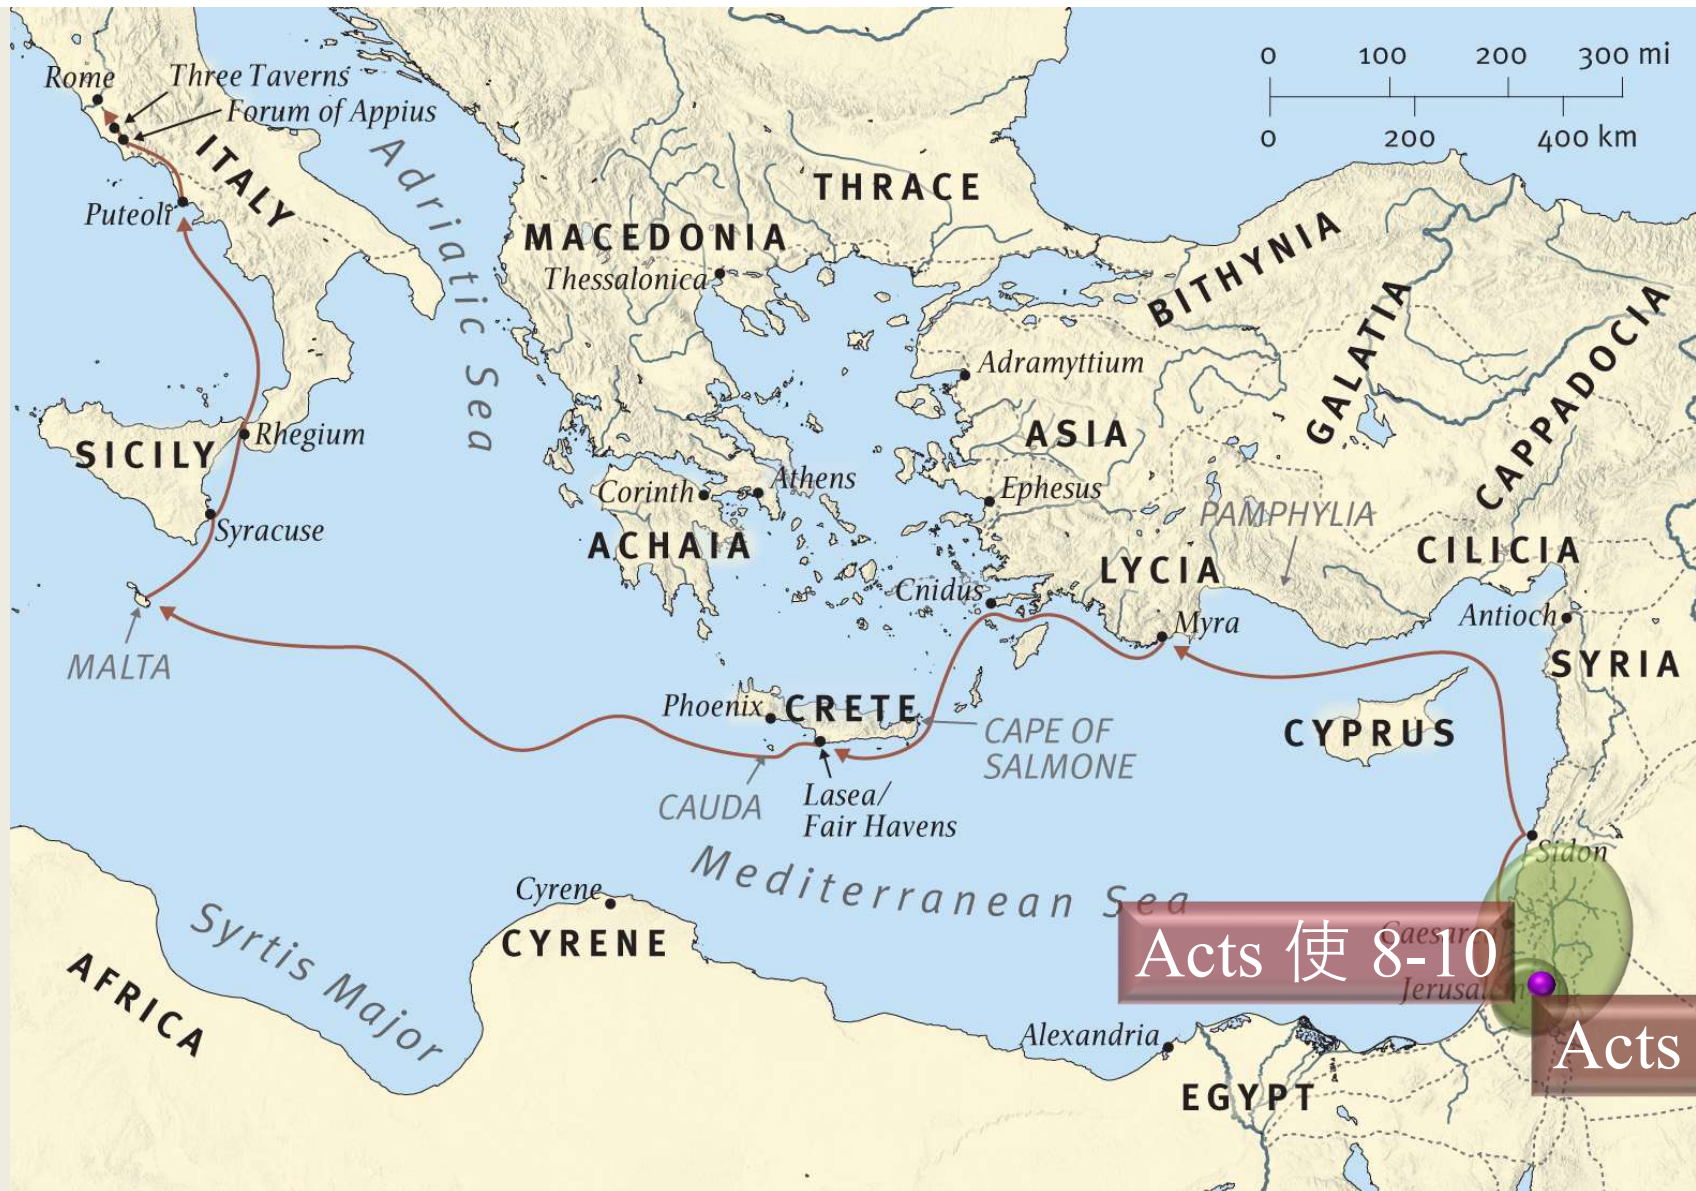 0 100 200 300 mi
0 200 400 km
Rome
Three Taverns
Forum of Appius
ITALY
Adriatic Sea
Puteoli
THRACE
MACEDONIA
Thessalonica
BITHYNIA
GALATIA
CAPPADOCIA
Adramyttium
ASIA
SICILY
Rhegium
Syracuse
Corinth
Athens
Ephesus
ACHAIA
PAMPHYLIA
LYCIA
CILICIA
Cnidus
Myra
Antioch
SYRIA
MALTA
Phoenix
CRETE
CAPE OF
SALMONE
CYPRUS
CAUDA
Lasea/
Fair Havens
Sidon
Mediterranean Sea
Cyrene
CYRENE
Syrtis Major
AFRICA
Caesarea
Acts 使 8-10
Jerusalem
Acts
Alexandria
EGYPT